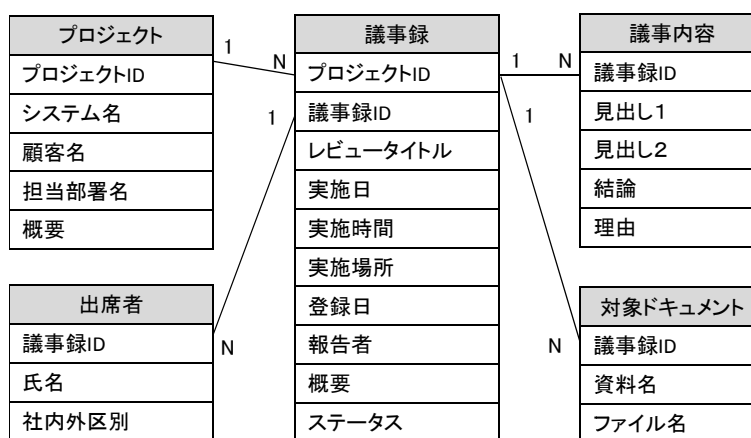 プロジェクト
プロジェクトID
システム名
顧客名
担当部署名
概要
1
N
議事録
プロジェクトID
議事録ID
レビュータイトル
実施日
実施時間
実施場所
登録日
報告者
概要
ステータス
1
N
議事内容
議事録ID
見出し1
見出し2
結論
理由
1
N
出席者
議事録ID
氏名
社内外区別
1
N
対象ドキュメント
議事録ID
資料名
ファイル名